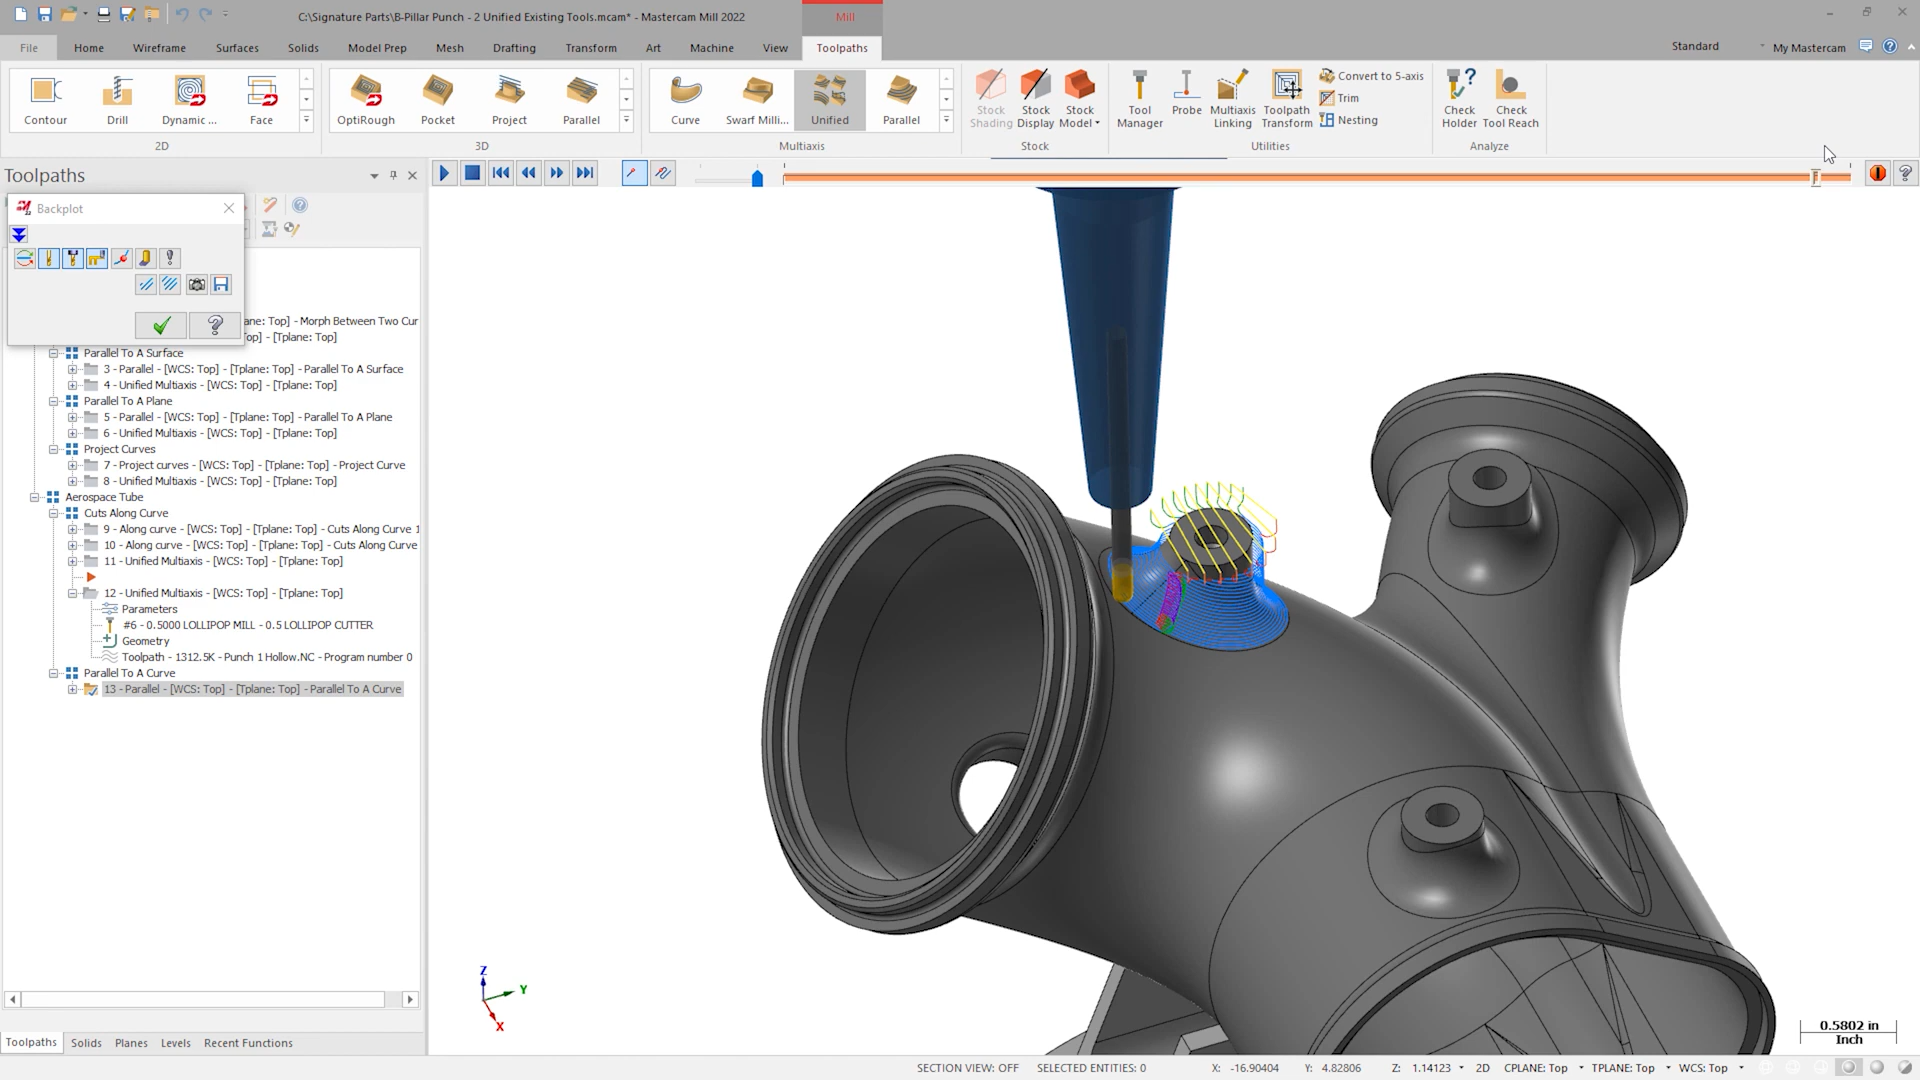 C:\Signature Parts\B-Pillar Punch - 2 Unified Existing Tools.mcam* - Mastercam Mill 2022
Mill
File
Home
Wireframe
Surfaces
Solids
Model Prep
Mesh
Drafting
Transform
Art
Machine
View
Toolpaths
Standard
My Mastercam
Contour
Drill
Dynamic ...
Face
OptiRough
Pocket
Project
Parallel
Curve
Swarf Milli...
Unified
Parallel
Stock Shading
Stock Display
Stock Model
Tool Manager
Probe
Multiaxis Linking
Toolpath Transform
Convert to 5-axis
Trim
Nesting
Check Holder
Check Tool Reach
2D
3D
Multiaxis
Stock
Utilities
Analyze
Toolpaths
Backplot
ane: Top] - Morph Between Two Cur
op] - [Tplane: Top]
Parallel To A Surface
3 - Parallel - [WCS: Top] - [Tplane: Top] - Parallel To A Surface
4 - Unified Multiaxis - [WCS: Top] - [Tplane: Top]
Parallel To A Plane
5 - Parallel - [WCS: Top] - [Tplane: Top] - Parallel To A Plane
6 - Unified Multiaxis - [WCS: Top] - [Tplane: Top]
Project Curves
7 - Project curves - [WCS: Top] - [Tplane: Top] - Project Curve
8 - Unified Multiaxis - [WCS: Top] - [Tplane: Top]
Aerospace Tube
Cuts Along Curve
9 - Along curve - [WCS: Top] - [Tplane: Top] - Cuts Along Curve 1
10 - Along curve - [WCS: Top] - [Tplane: Top] - Cuts Along Curve
11 - Unified Multiaxis - [WCS: Top] - [Tplane: Top]
12 - Unified Multiaxis - [WCS: Top] - [Tplane: Top]
Parameters
#6 - 0.5000 LOLLIPOP MILL - 0.5 LOLLIPOP CUTTER
Geometry
Toolpath - 1312.5K - Punch 1 Hollow.NC - Program number 0
Parallel To A Curve
13 - Parallel - [WCS: Top] - [Tplane: Top] - Parallel To A Curve
Z
Y
X
0.5802 in
Inch
Toolpaths
Solids
Planes
Levels
Recent Functions
SECTION VIEW: OFF
SELECTED ENTITIES: 0
X: -16.90404
Y: 4.82806
Z: 1.14123
2D
CPLANE: Top
TPLANE: Top
WCS: Top